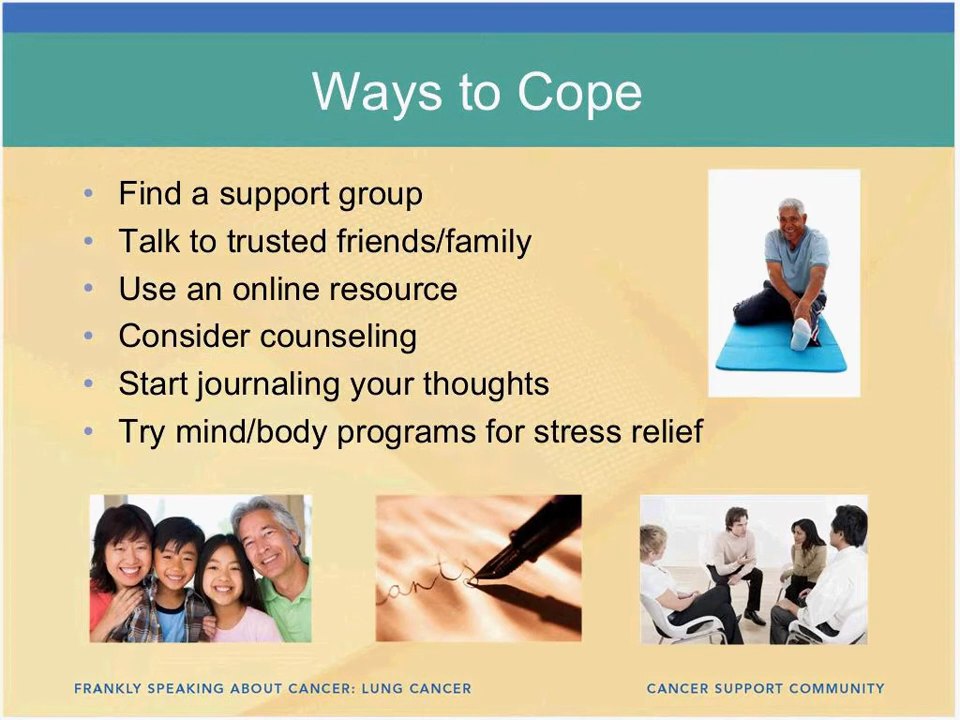 Ways to Cope
• Find a support group
• Talk to trusted friends/family
• Use an online resource
• Consider counseling
• Start journaling your thoughts
• Try mind/body programs for stress relief
ants
FRANKLY SPEAKING ABOUT CANCER: LUNG CANCER
CANCER SUPPORT COMMUNITY